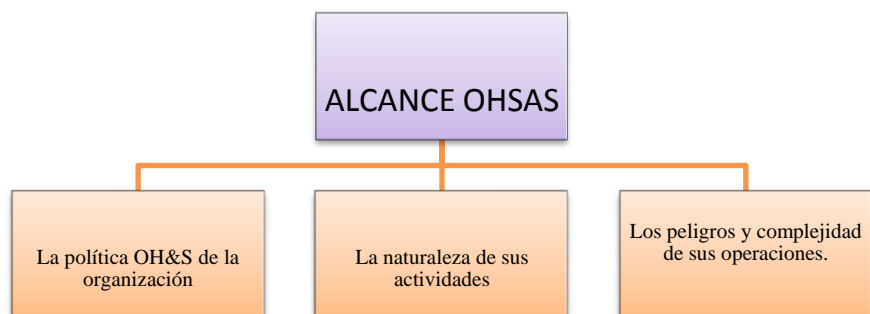 ALCANCE OHSAS
La política OH&S de la
organización
La naturaleza de sus
actividades
Los peligros y complejidad
de sus operaciones.